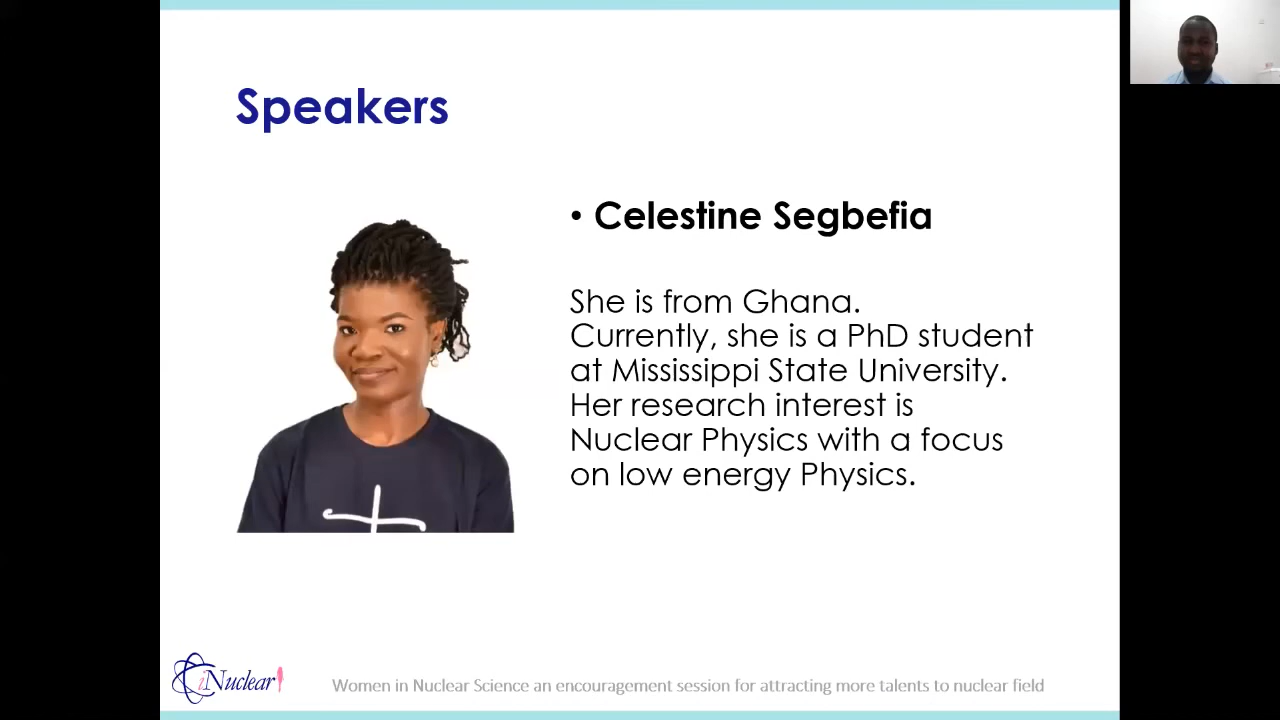 Speakers
• Celestine Segbefia
She is from Ghana.
Currently, she is a PhD student
at Mississippi State University.
Her research interest is
Nuclear Physics with a focus
on low energy Physics.
iNuclear
Women in Nuclear Science an encouragement session for attracting more talents to nuclear field